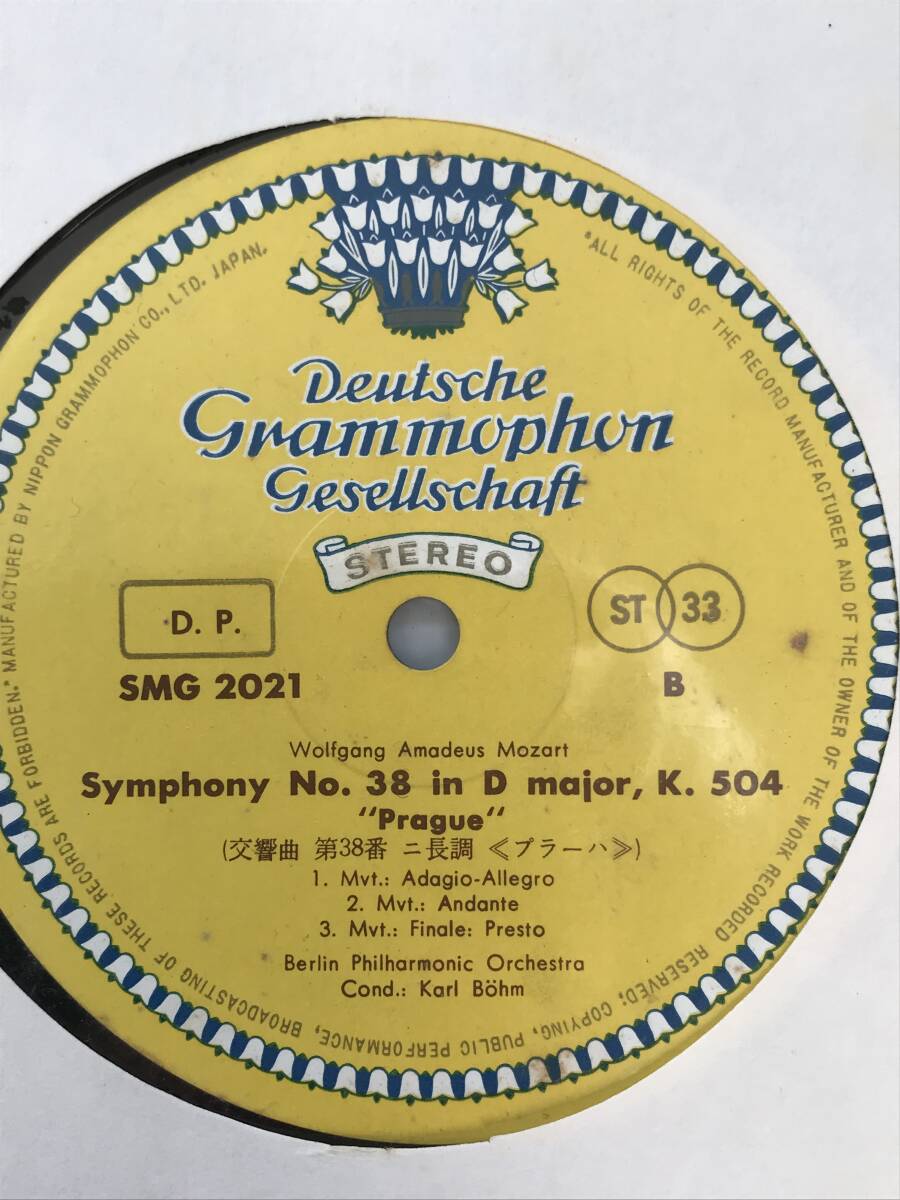 Deutsche
Grammophon
Gesellschaft
STEREO
D. P.
ST 33
SMG 2021
B
Wolfgang Amadeus Mozart
Symphony No. 38 in D major, K. 504
"Prague"
(交響曲 第38番 ニ長調 《プラーハ》)
1. Mvt.: Adagio-Allegro
2. Mvt.: Andante
3. Mvt.: Finale: Presto
Berlin Philharmonic Orchestra
Cond.: Karl Böhm
"ALL RIGHTS OF THE RECORD MANUFACTURER AND OF THE OWNER OF THE WORK RECORDED RESERVED; COPYING, PUBLIC PERFORMANCE, BROADCASTING OF THESE RECORDS ARE FORBIDDEN." MANUFACTURED BY NIPPON GRAMMOPHON CO., LTD. JAPAN.